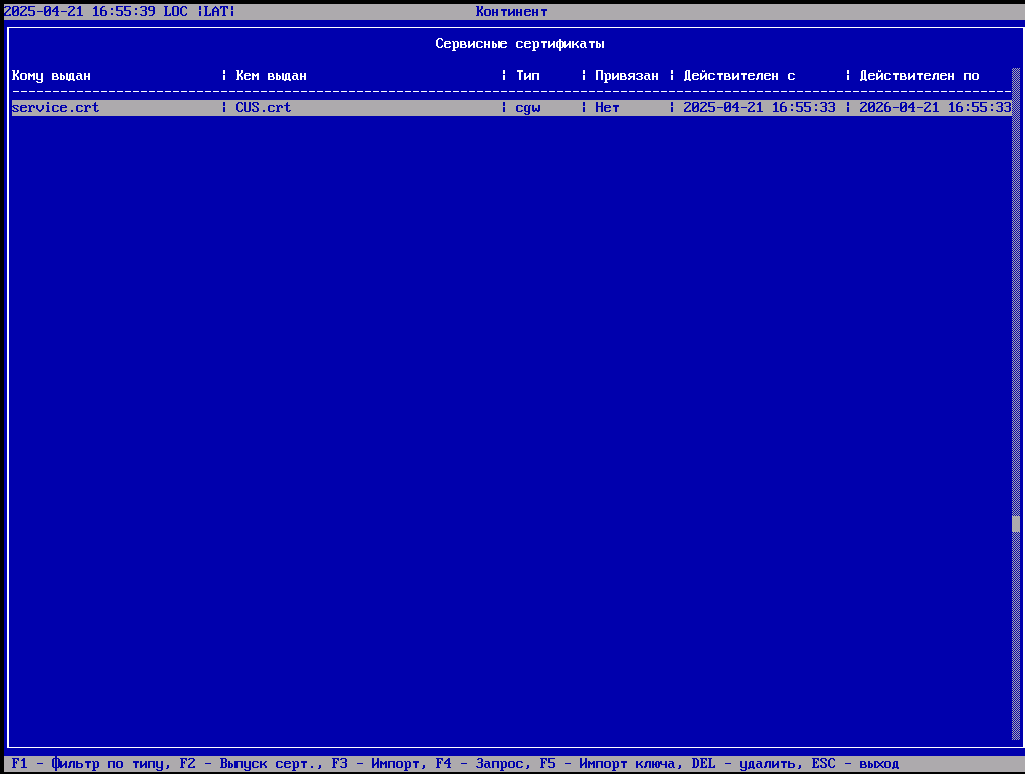 2025-04-21 16:55:39 LOC ¦LAT¦ Континент
Сервисные сертификаты
Кому выдан ¦ Кем выдан ¦ Тип ¦ Привязан ¦ Действителен с ¦ Действителен по
service.crt ¦ CUS.crt ¦ cgw ¦ Нет ¦ 2025-04-21 16:55:33 ¦ 2026-04-21 16:55:33
F1 - Фильтр по типу, F2 - Выпуск серт., F3 - Импорт, F4 - Запрос, F5 - Импорт ключа, DEL - удалить, ESC - выход